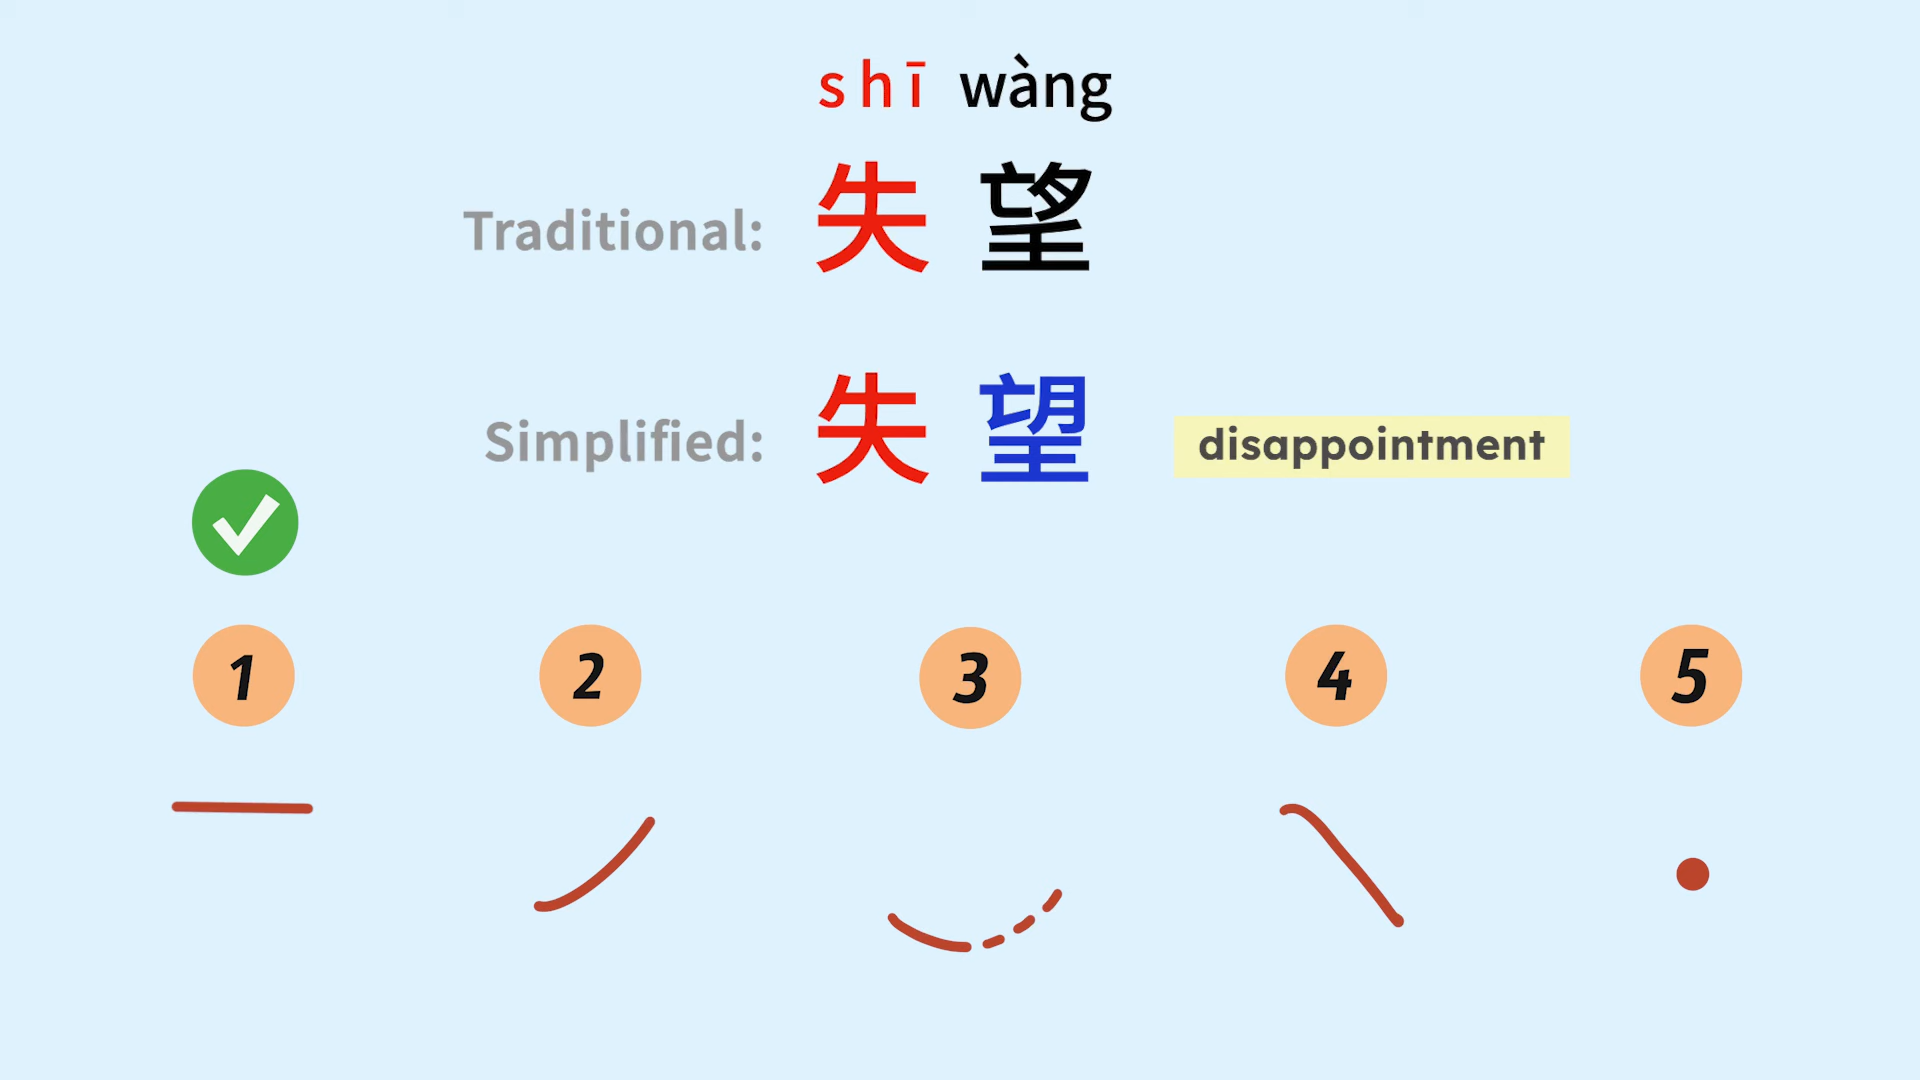 shī wàng
Traditional: 失望
Simplified: 失望 disappointment
1 2 3 4 5